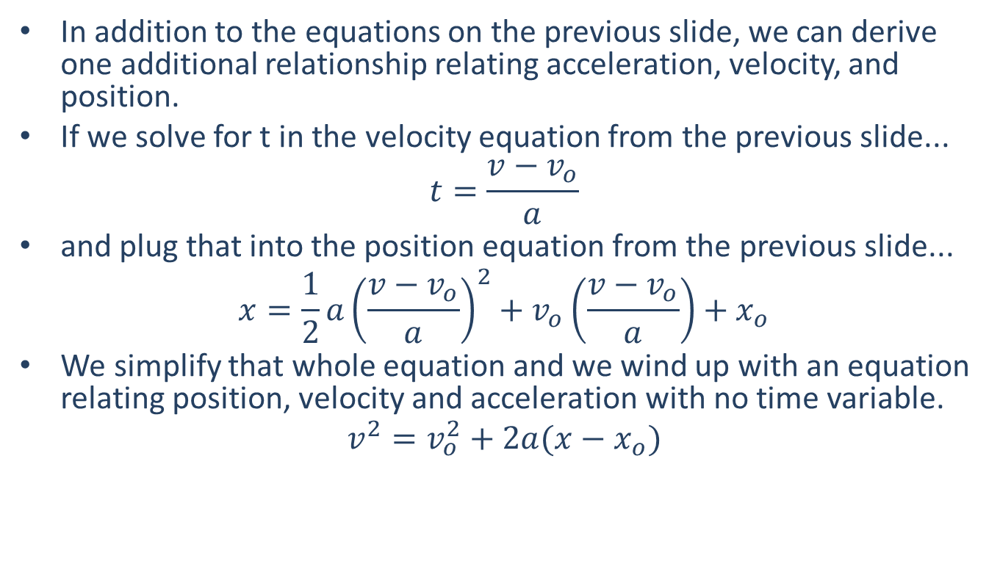 • In addition to the equations on the previous slide, we can derive
one additional relationship relating acceleration, velocity, and
position.
• If we solve for t in the velocity equation from the previous slide...
t = \frac{v - v_o}{a}
• and plug that into the position equation from the previous slide...
x = \frac{1}{2} a \left( \frac{v - v_o}{a} \right)^2 + v_o \left( \frac{v - v_o}{a} \right) + x_o
• We simplify that whole equation and we wind up with an equation
relating position, velocity and acceleration with no time variable.
v^2 = v_o^2 + 2a(x - x_o)